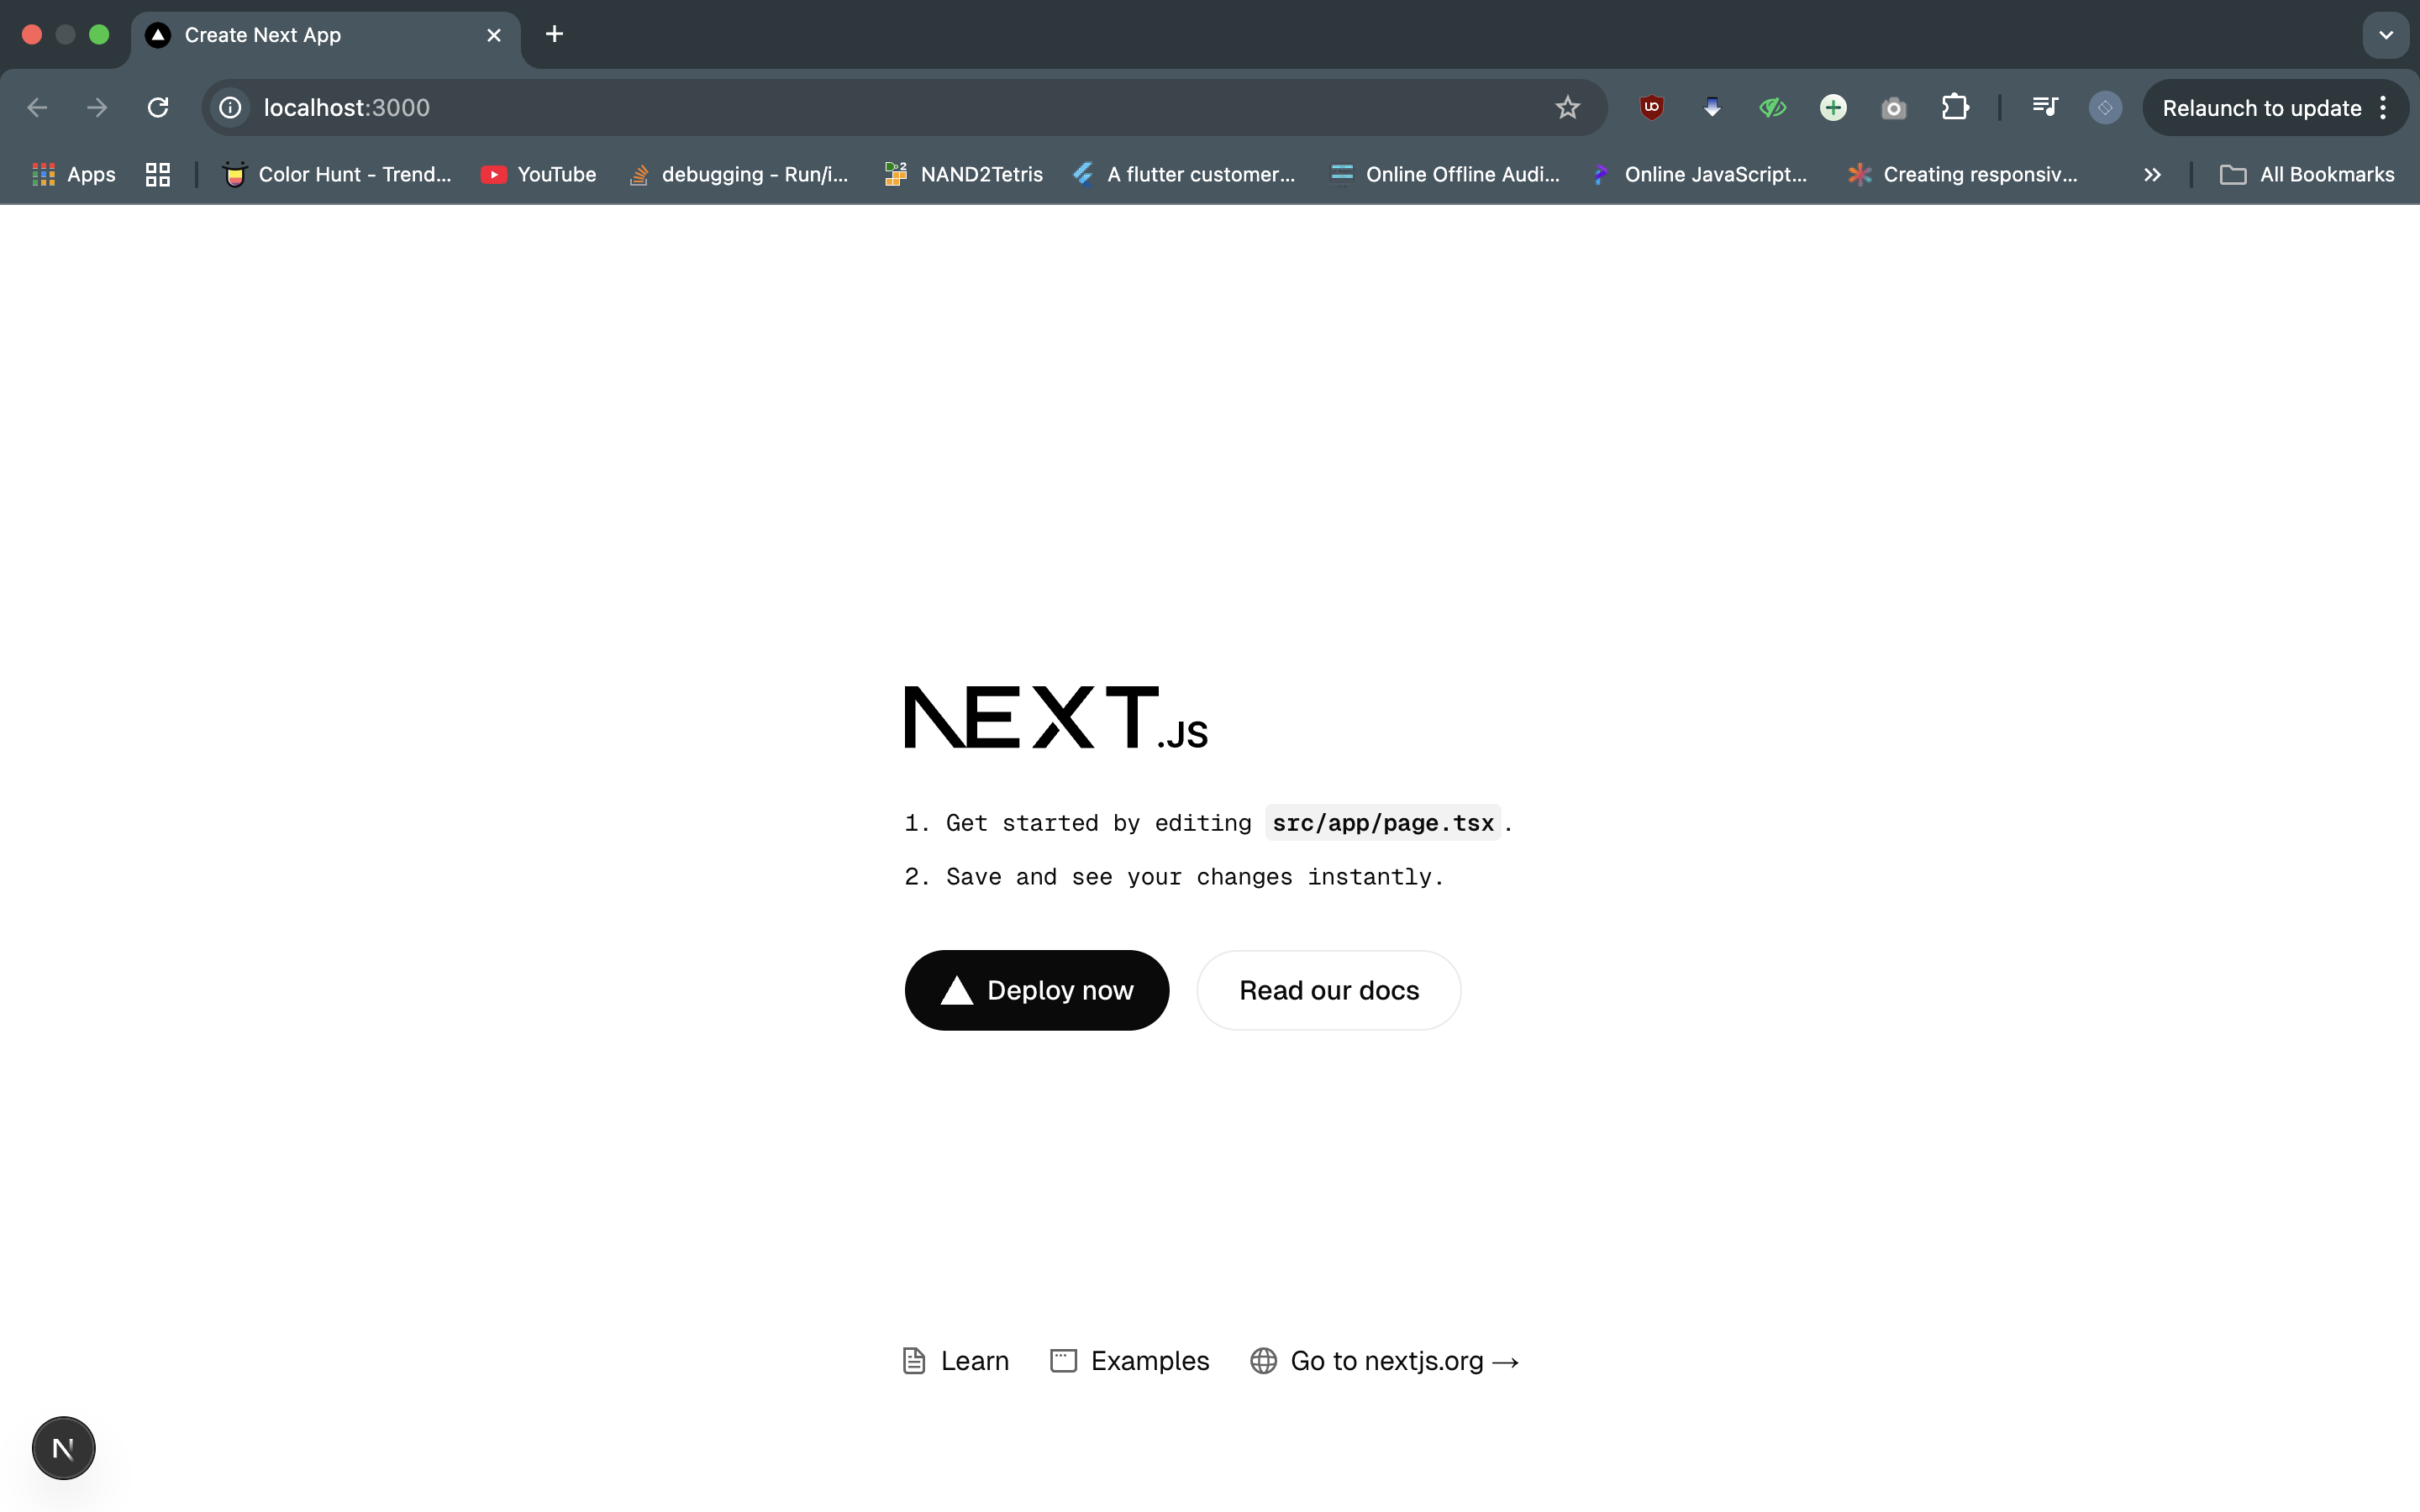 Create Next App
localhost:3000
Relaunch to update
Apps
Color Hunt - Trend...
YouTube
debugging - Run/i...
NAND2Tetris
A flutter customer...
Online Offline Audi...
Online JavaScript...
Creating responsiv...
All Bookmarks
NEXT.JS
1. Get started by editing src/app/page.tsx.
2. Save and see your changes instantly.
Deploy now
Read our docs
Learn
Examples
Go to nextjs.org →
N